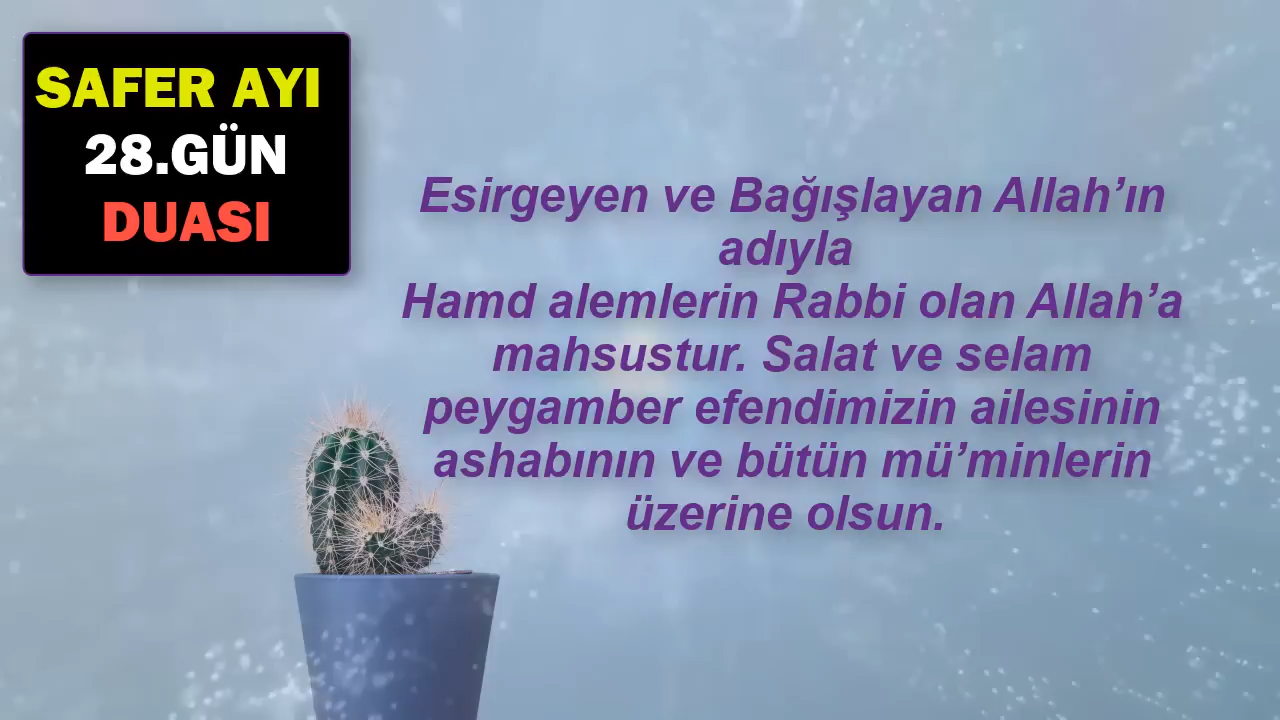 SAFER AYI
28.GÜN
DUASI
Esirgeyen ve Bağışlayan Allah’ın
adıyla
Hamd alemlerin Rabbi olan Allah’a
mahsustur. Salat ve selam
peygamber efendimizin ailesinin
ashabının ve bütün mü’minlerin
üzerine olsun.